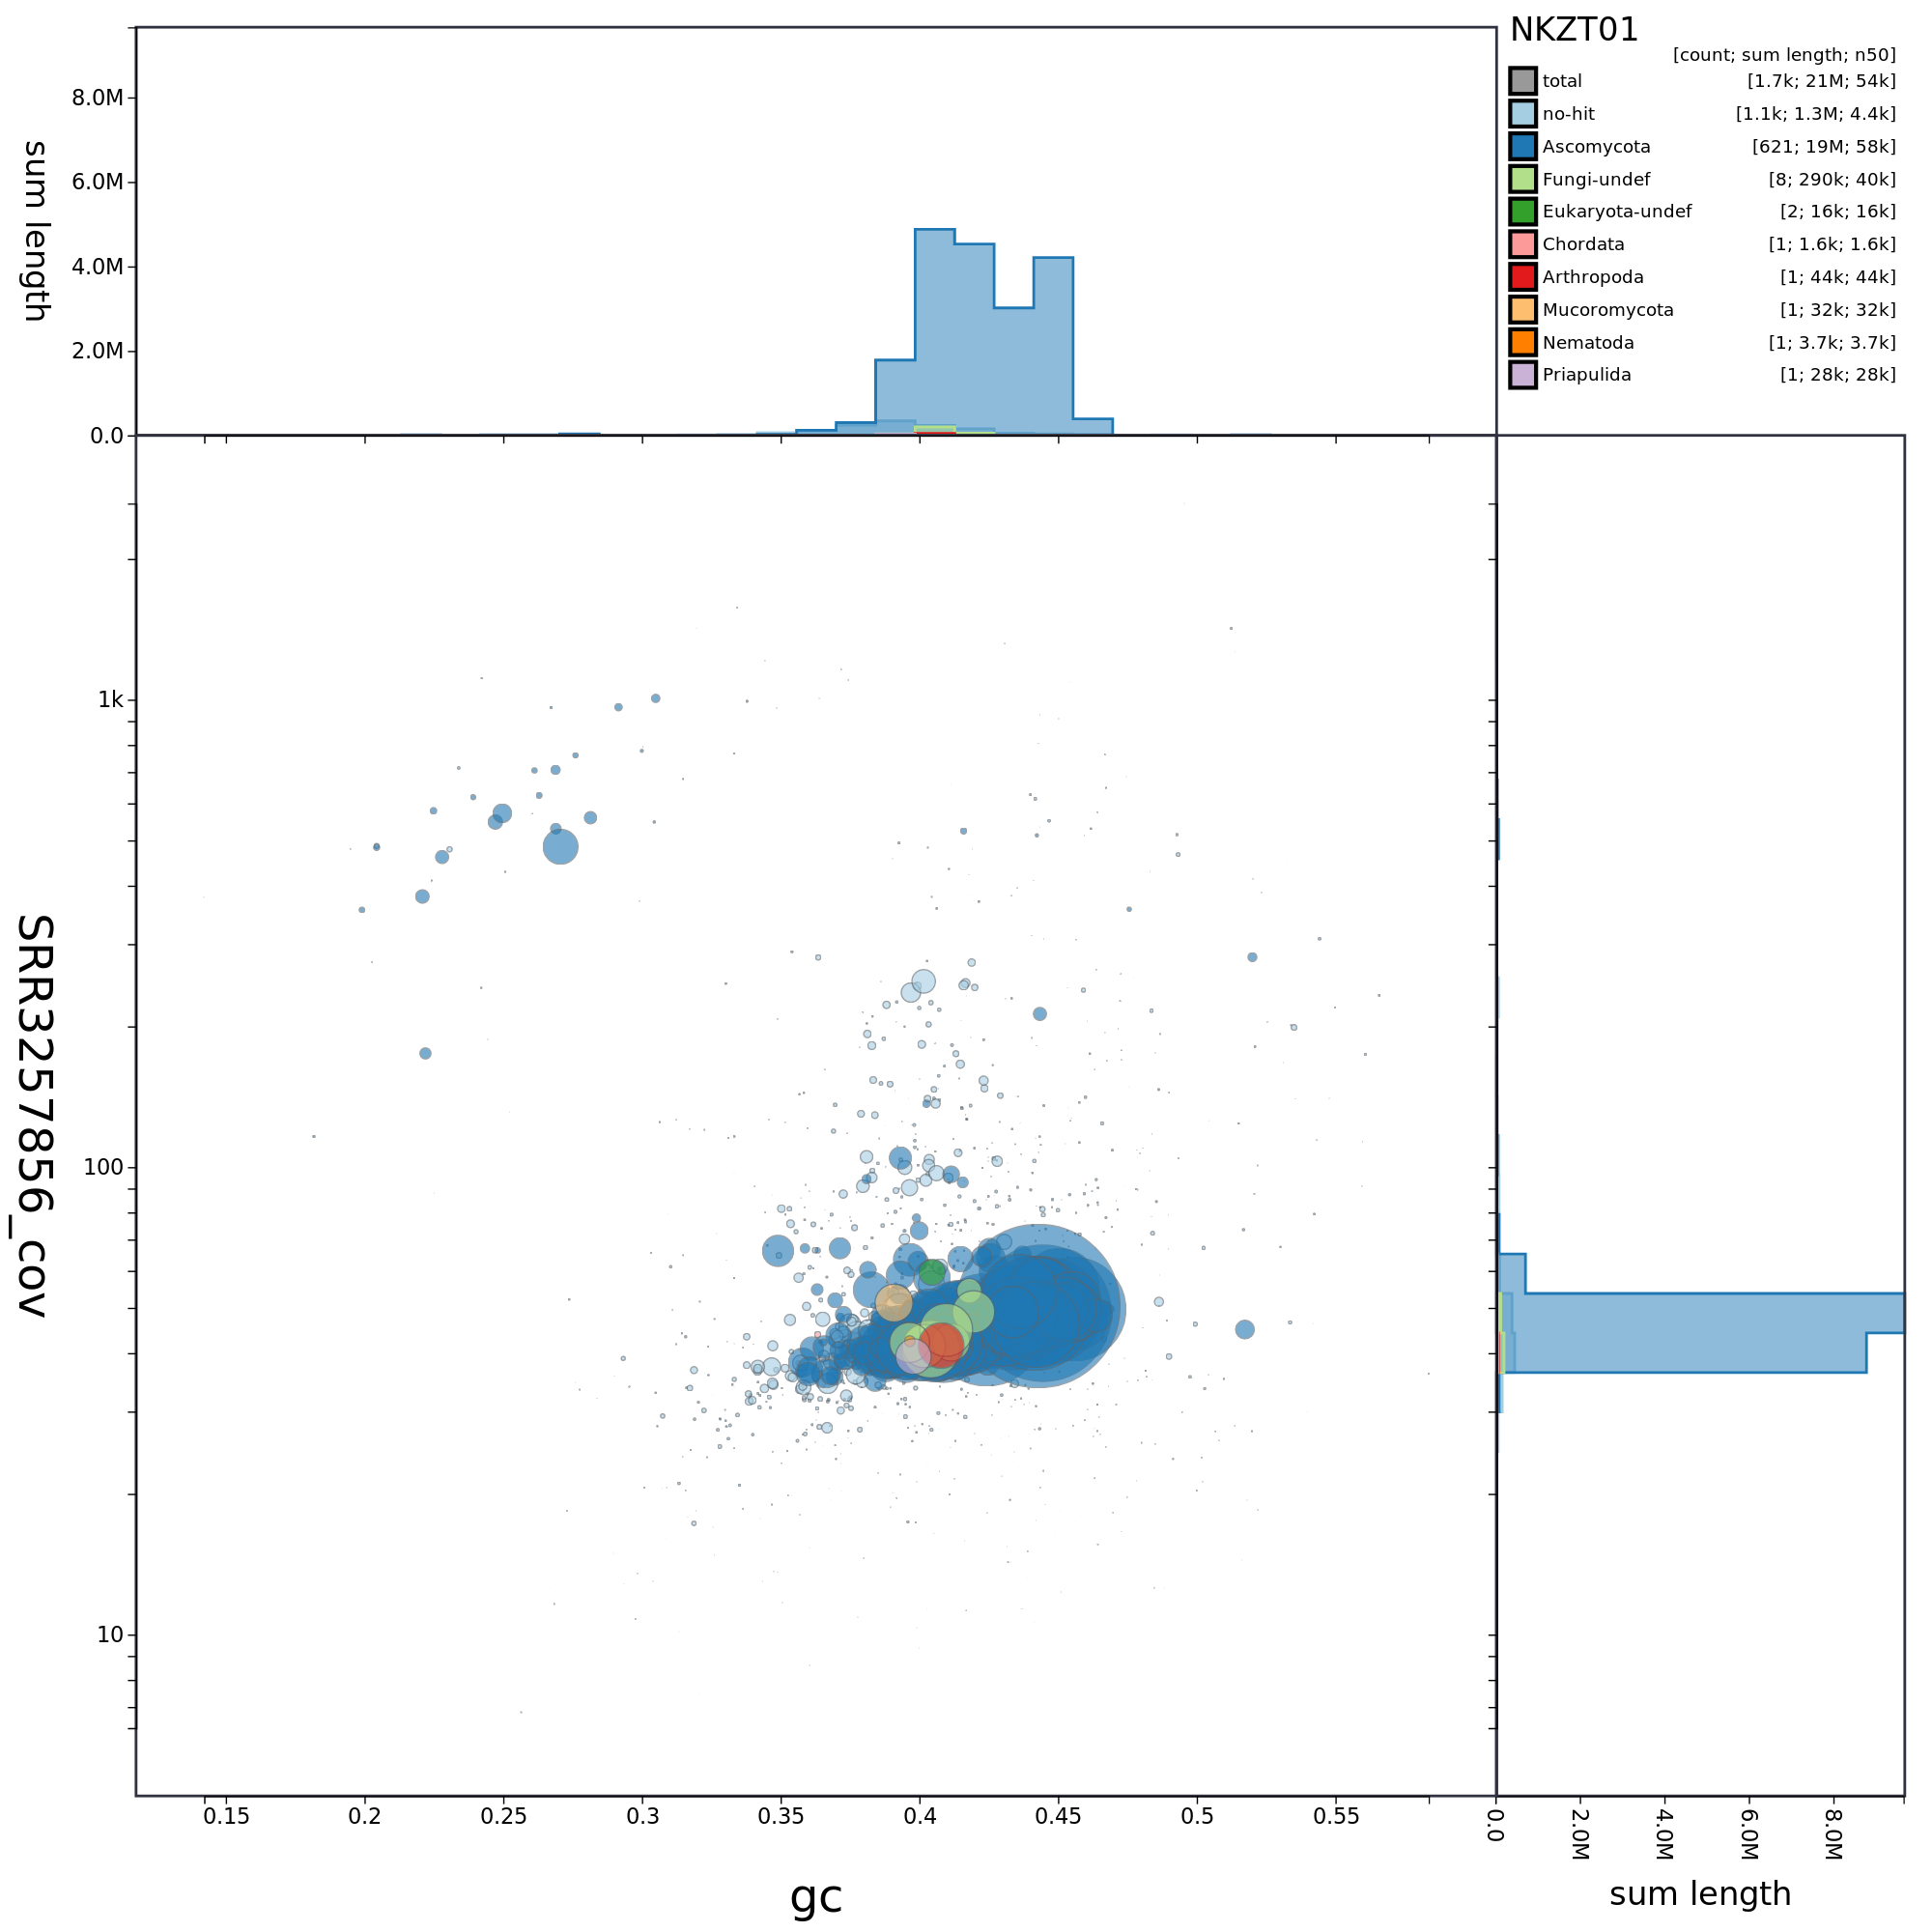 NKZT01
[count; sum length; n50]
total [1.7k; 21M; 54k]
no-hit [1.1k; 1.3M; 4.4k]
Ascomycota [621; 19M; 58k]
Fungi-undef [8; 290k; 40k]
Eukaryota-undef [2; 16k; 16k]
Chordata [1; 1.6k; 1.6k]
Arthropoda [1; 44k; 44k]
Mucoromycota [1; 32k; 32k]
Nematoda [1; 3.7k; 3.7k]
Priapulida [1; 28k; 28k]
sum length
8.0M
6.0M
4.0M
2.0M
0.0
SRR3257856_cov
1k
100
10
0.15 0.2 0.25 0.3 0.35 0.4 0.45 0.5 0.55
gc
0.0 2.0M 4.0M 6.0M 8.0M
sum length